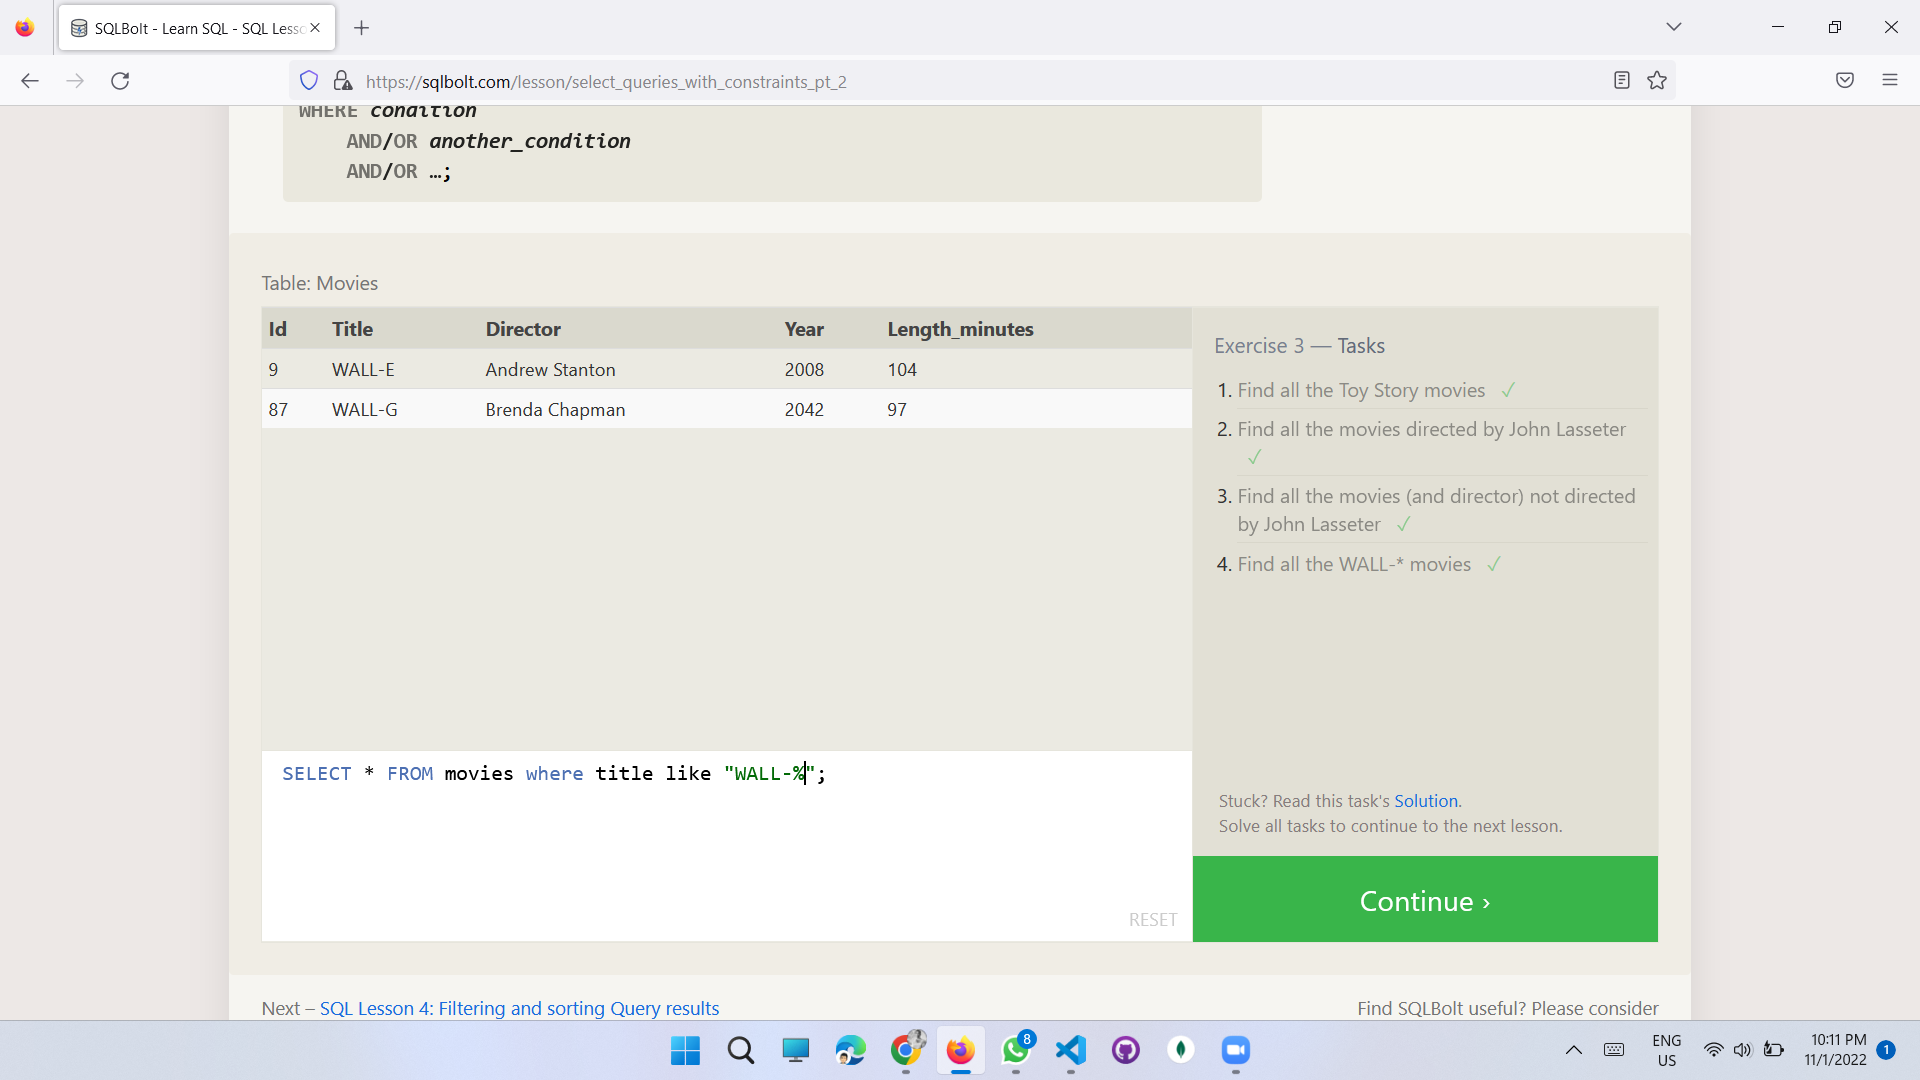 SQLBolt - Learn SQL - SQL Lesso
https://sqlbolt.com/lesson/select_queries_with_constraints_pt_2
WHERE condition
AND/OR another_condition
AND/OR …;
Table: Movies
Id Title Director Year Length_minutes
9 WALL-E Andrew Stanton 2008 104
87 WALL-G Brenda Chapman 2042 97
Exercise 3 — Tasks
1. Find all the Toy Story movies ✓
2. Find all the movies directed by John Lasseter
✓
3. Find all the movies (and director) not directed
by John Lasseter ✓
4. Find all the WALL-* movies ✓
SELECT * FROM movies where title like "WALL-%";
RESET
Stuck? Read this task's Solution.
Solve all tasks to continue to the next lesson.
Continue ›
Next – SQL Lesson 4: Filtering and sorting Query results
Find SQLBolt useful? Please consider
8
ENG
US
10:11 PM
11/1/2022
1